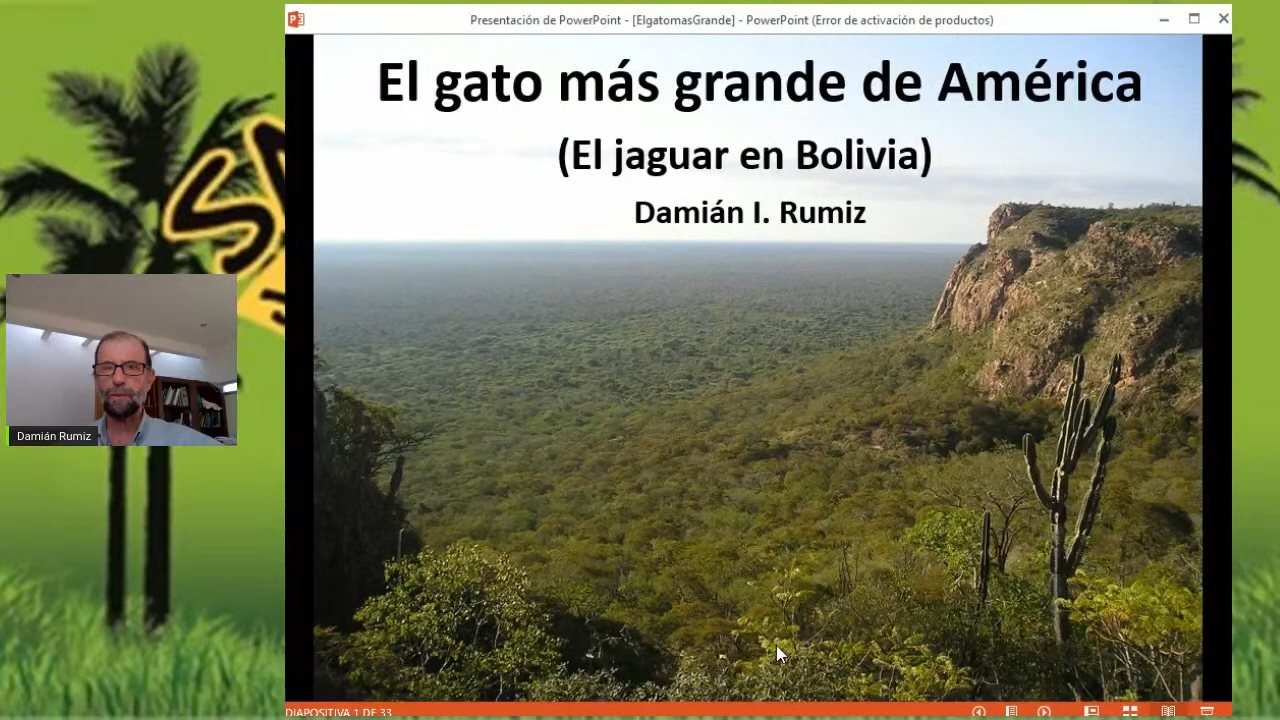 Presentación de PowerPoint - [ElgatomasGrande] - PowerPoint (Error de activación de productos)
El gato más grande de América
(El jaguar en Bolivia)
Damián I. Rumiz
Damián Rumiz
DIAPOSITIVA 1 DE 33